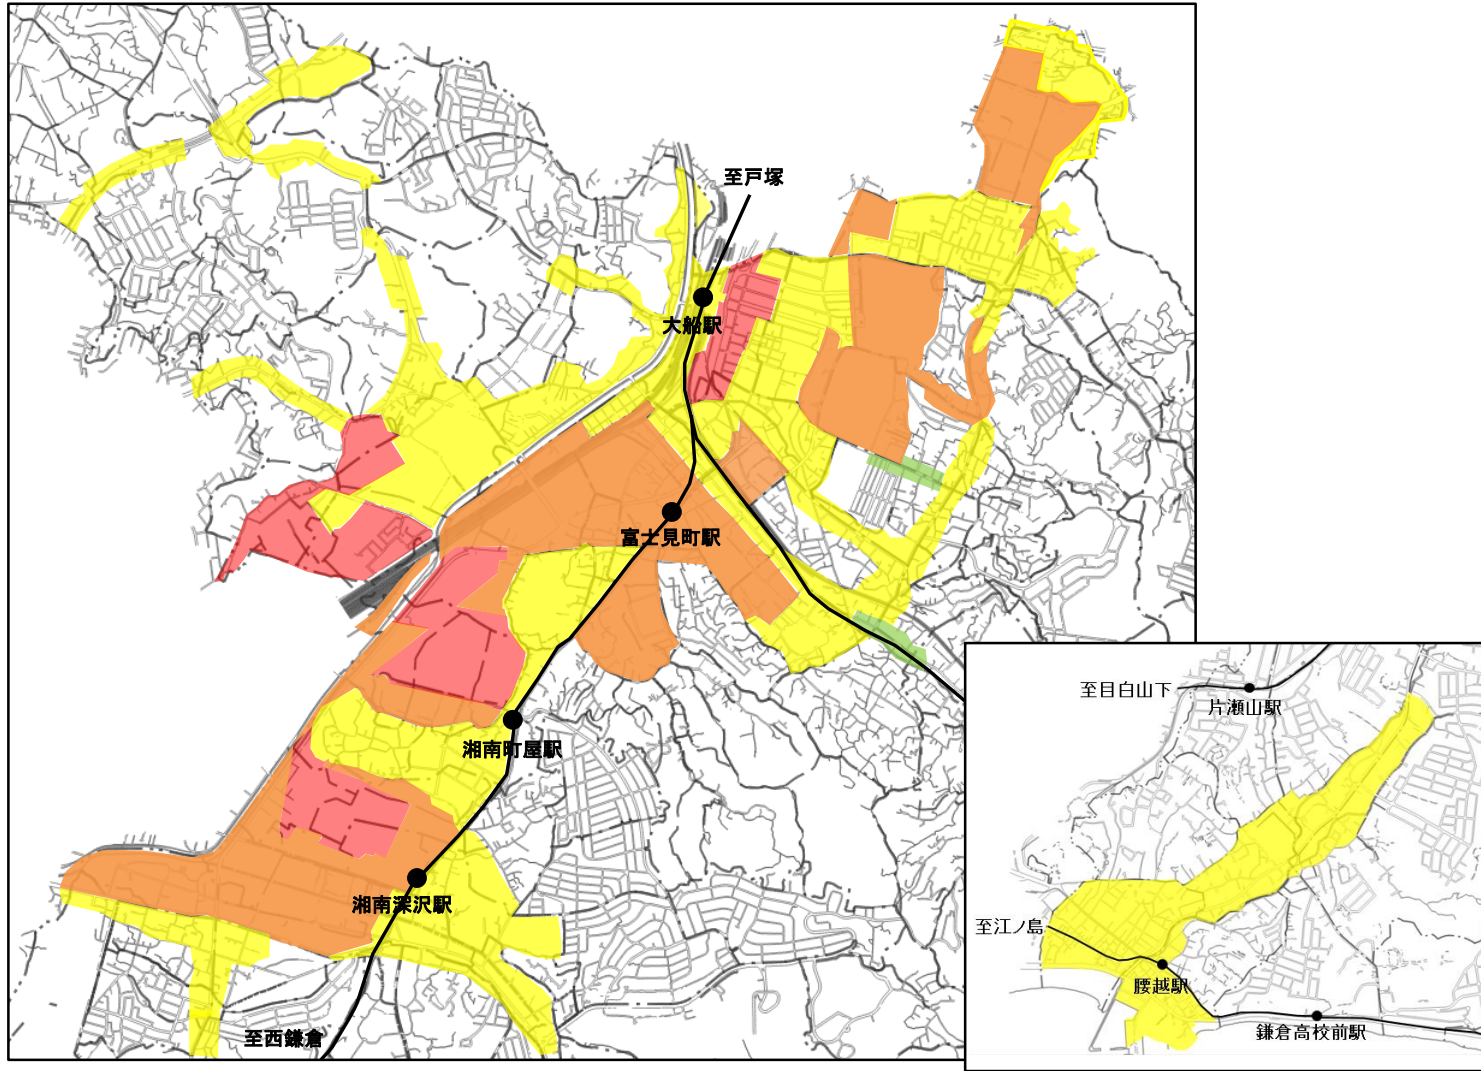 至戸塚
大船駅
富士見町駅
湘南町屋駅
湘南深沢駅
至西鎌倉
至目白山下
片瀬山駅
至江ノ島
腰越駅
鎌倉高校前駅